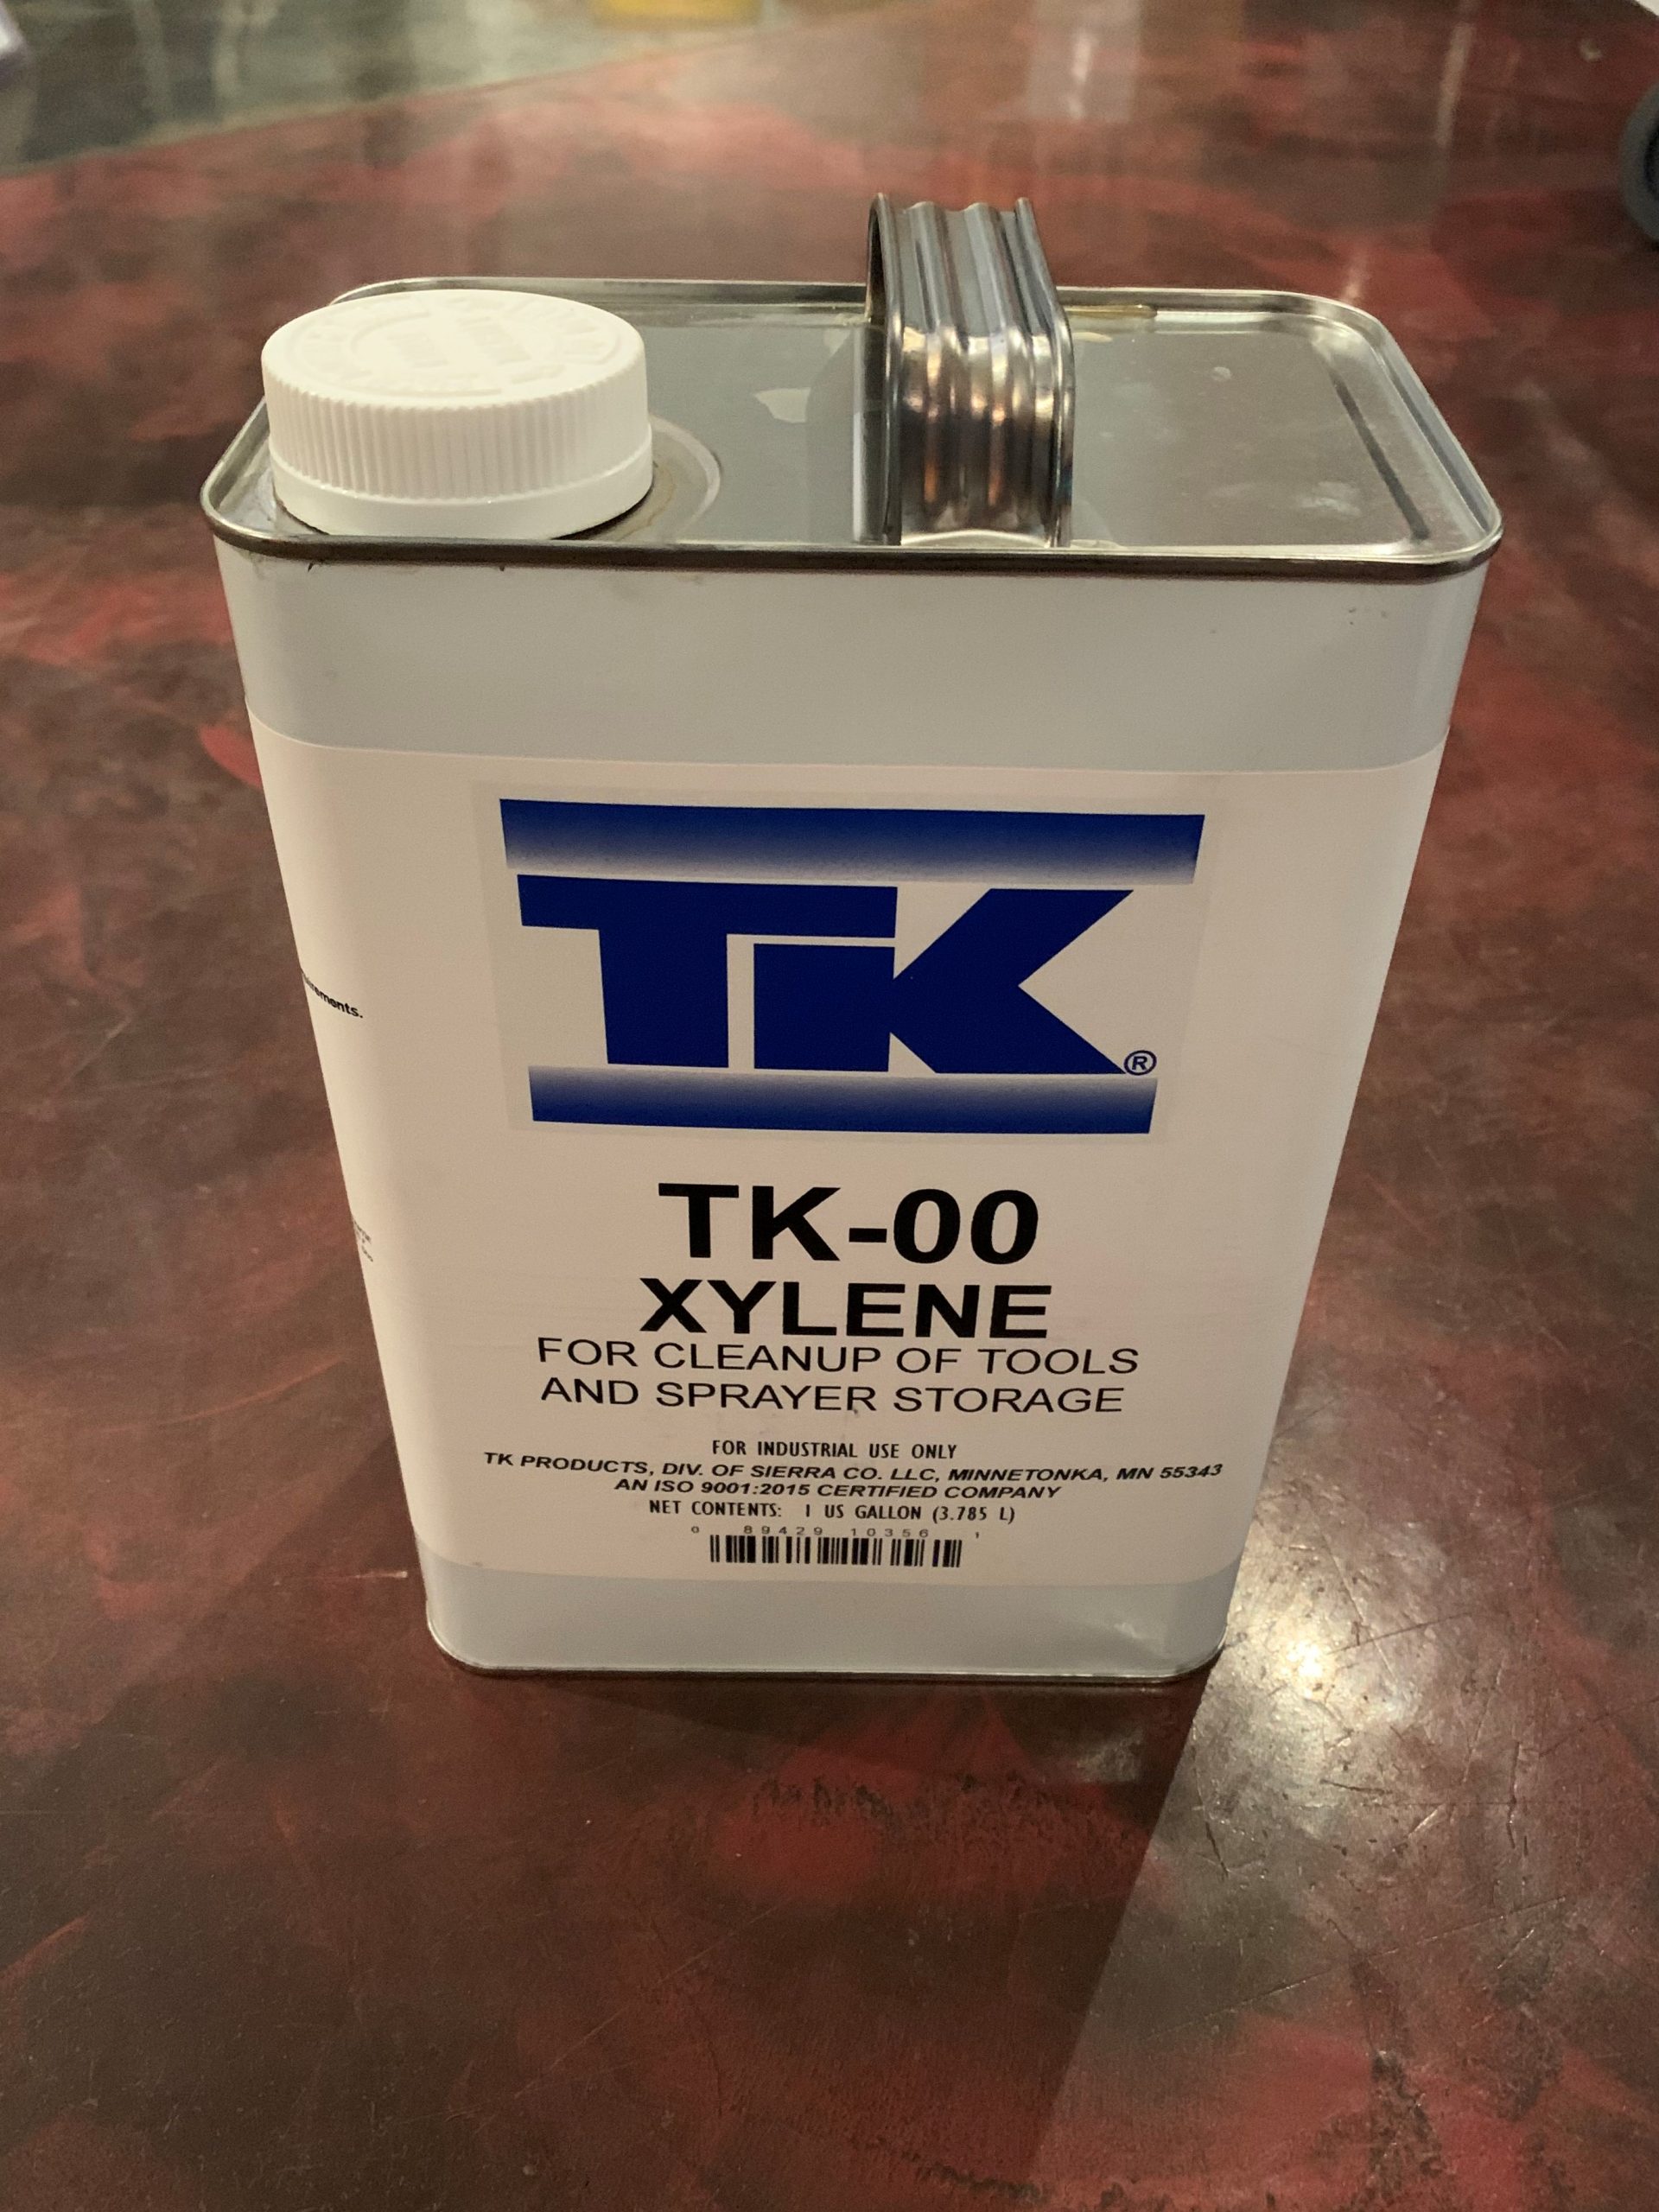 TK®
TK-00
XYLENE
FOR CLEANUP OF TOOLS
AND SPRAYER STORAGE
FOR INDUSTRIAL USE ONLY
TK PRODUCTS, DIV. OF SIERRA CO. LLC, MINNETONKA, MN 55343
AN ISO 9001:2015 CERTIFIED COMPANY
NET CONTENTS: 1 US GALLON (3.785 L)
0 89429 10356 1